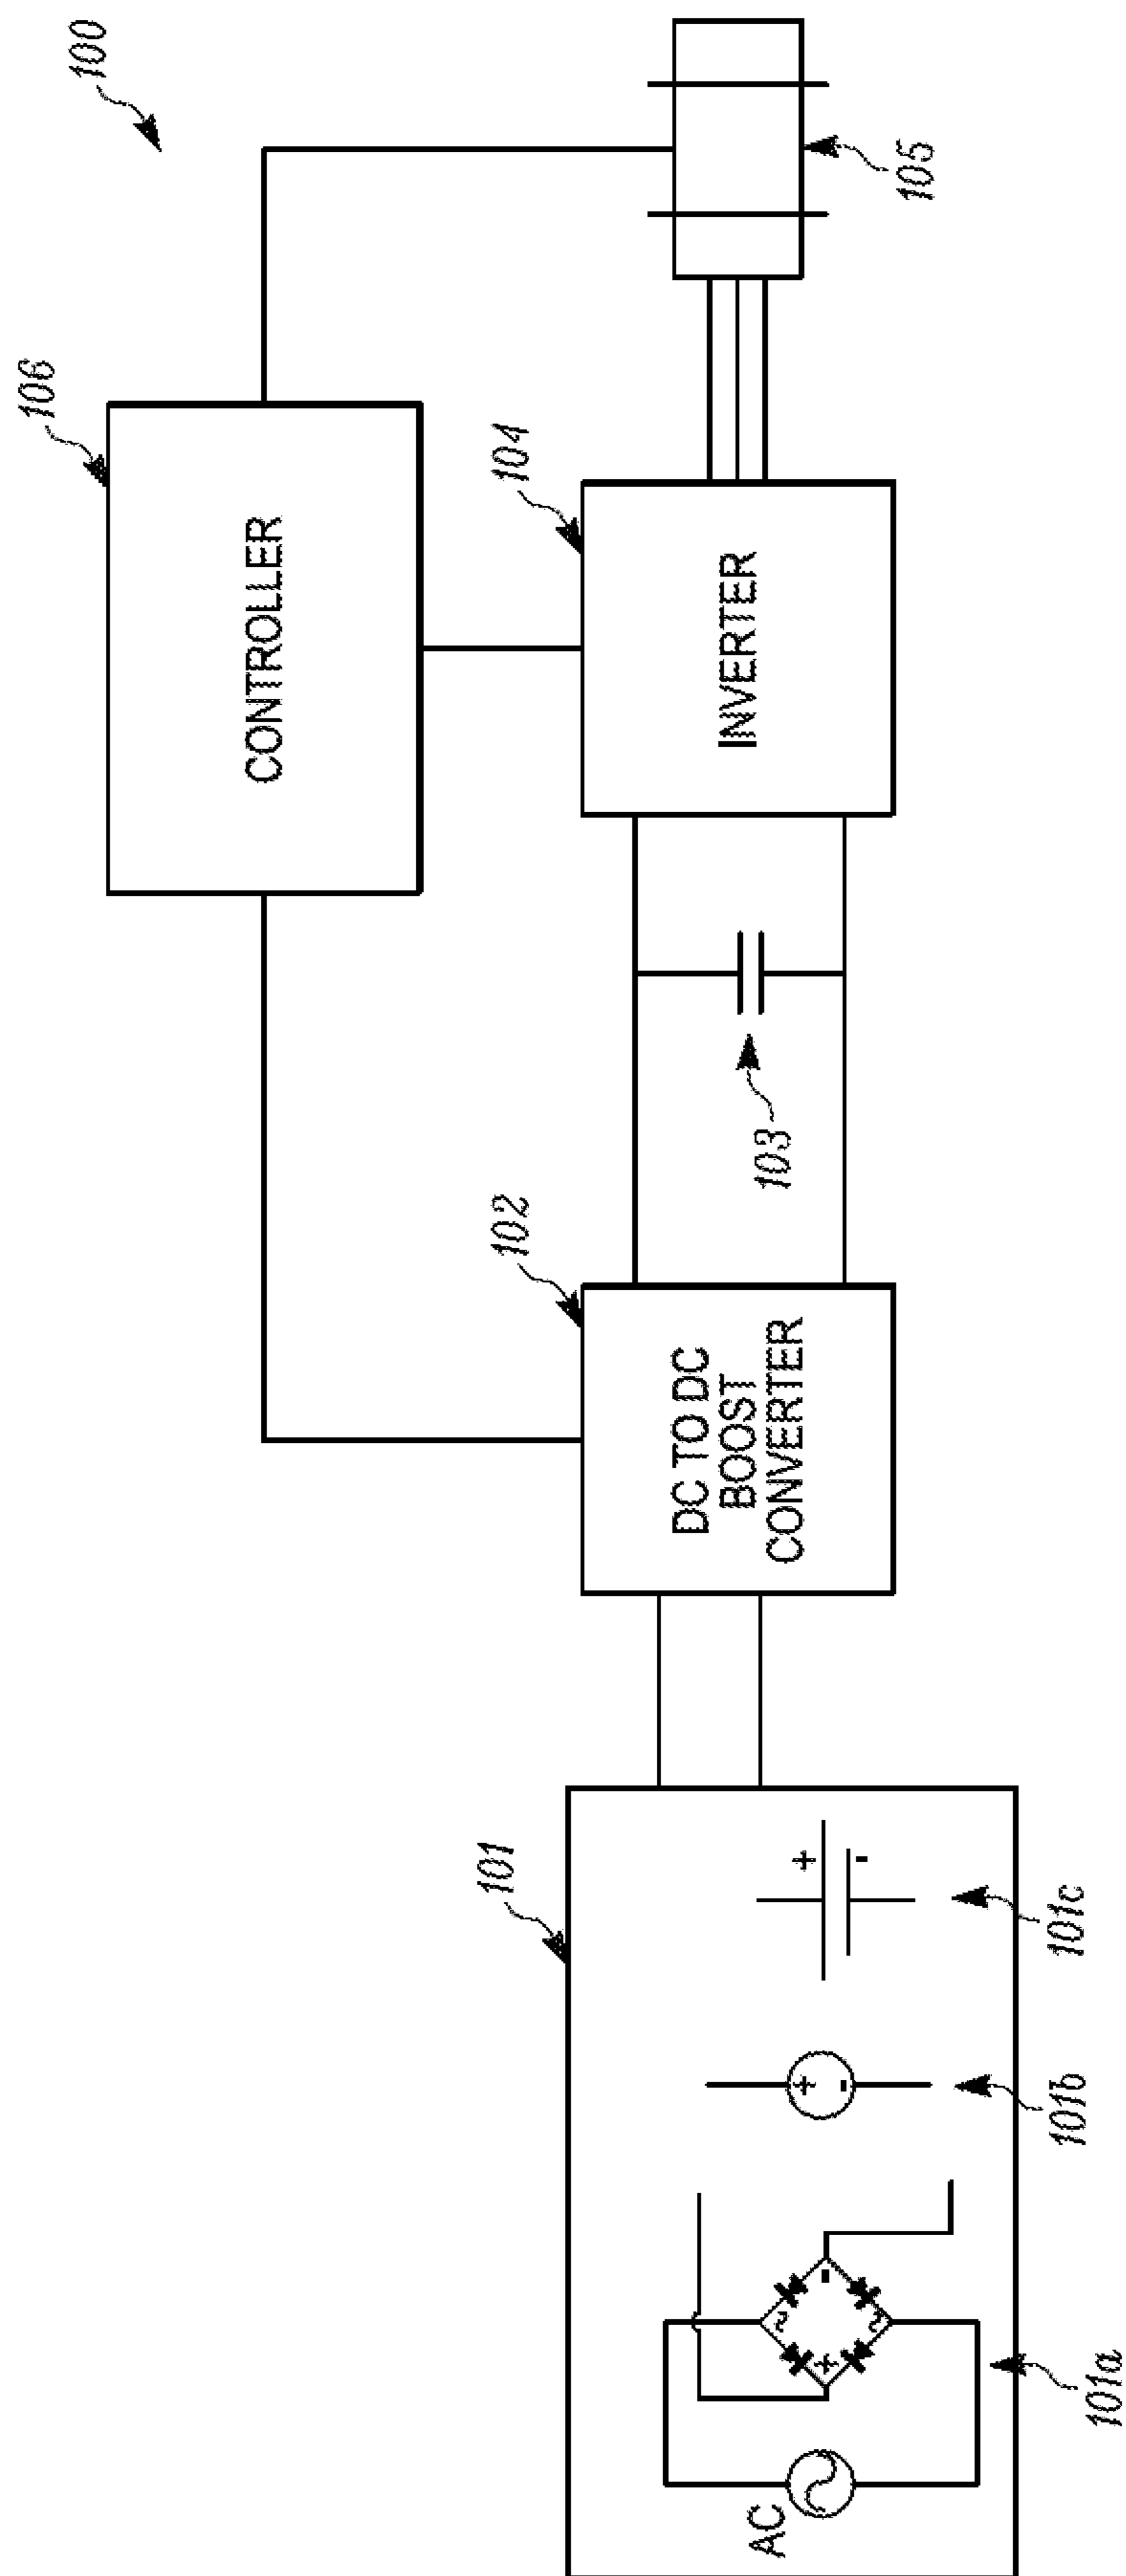 100
106
CONTROLLER
102
104
105
DC TO DC
BOOST
CONVERTER
103
INVERTER
101
AC
+
-
~
~
+
-
+
-
101a
101b
101c